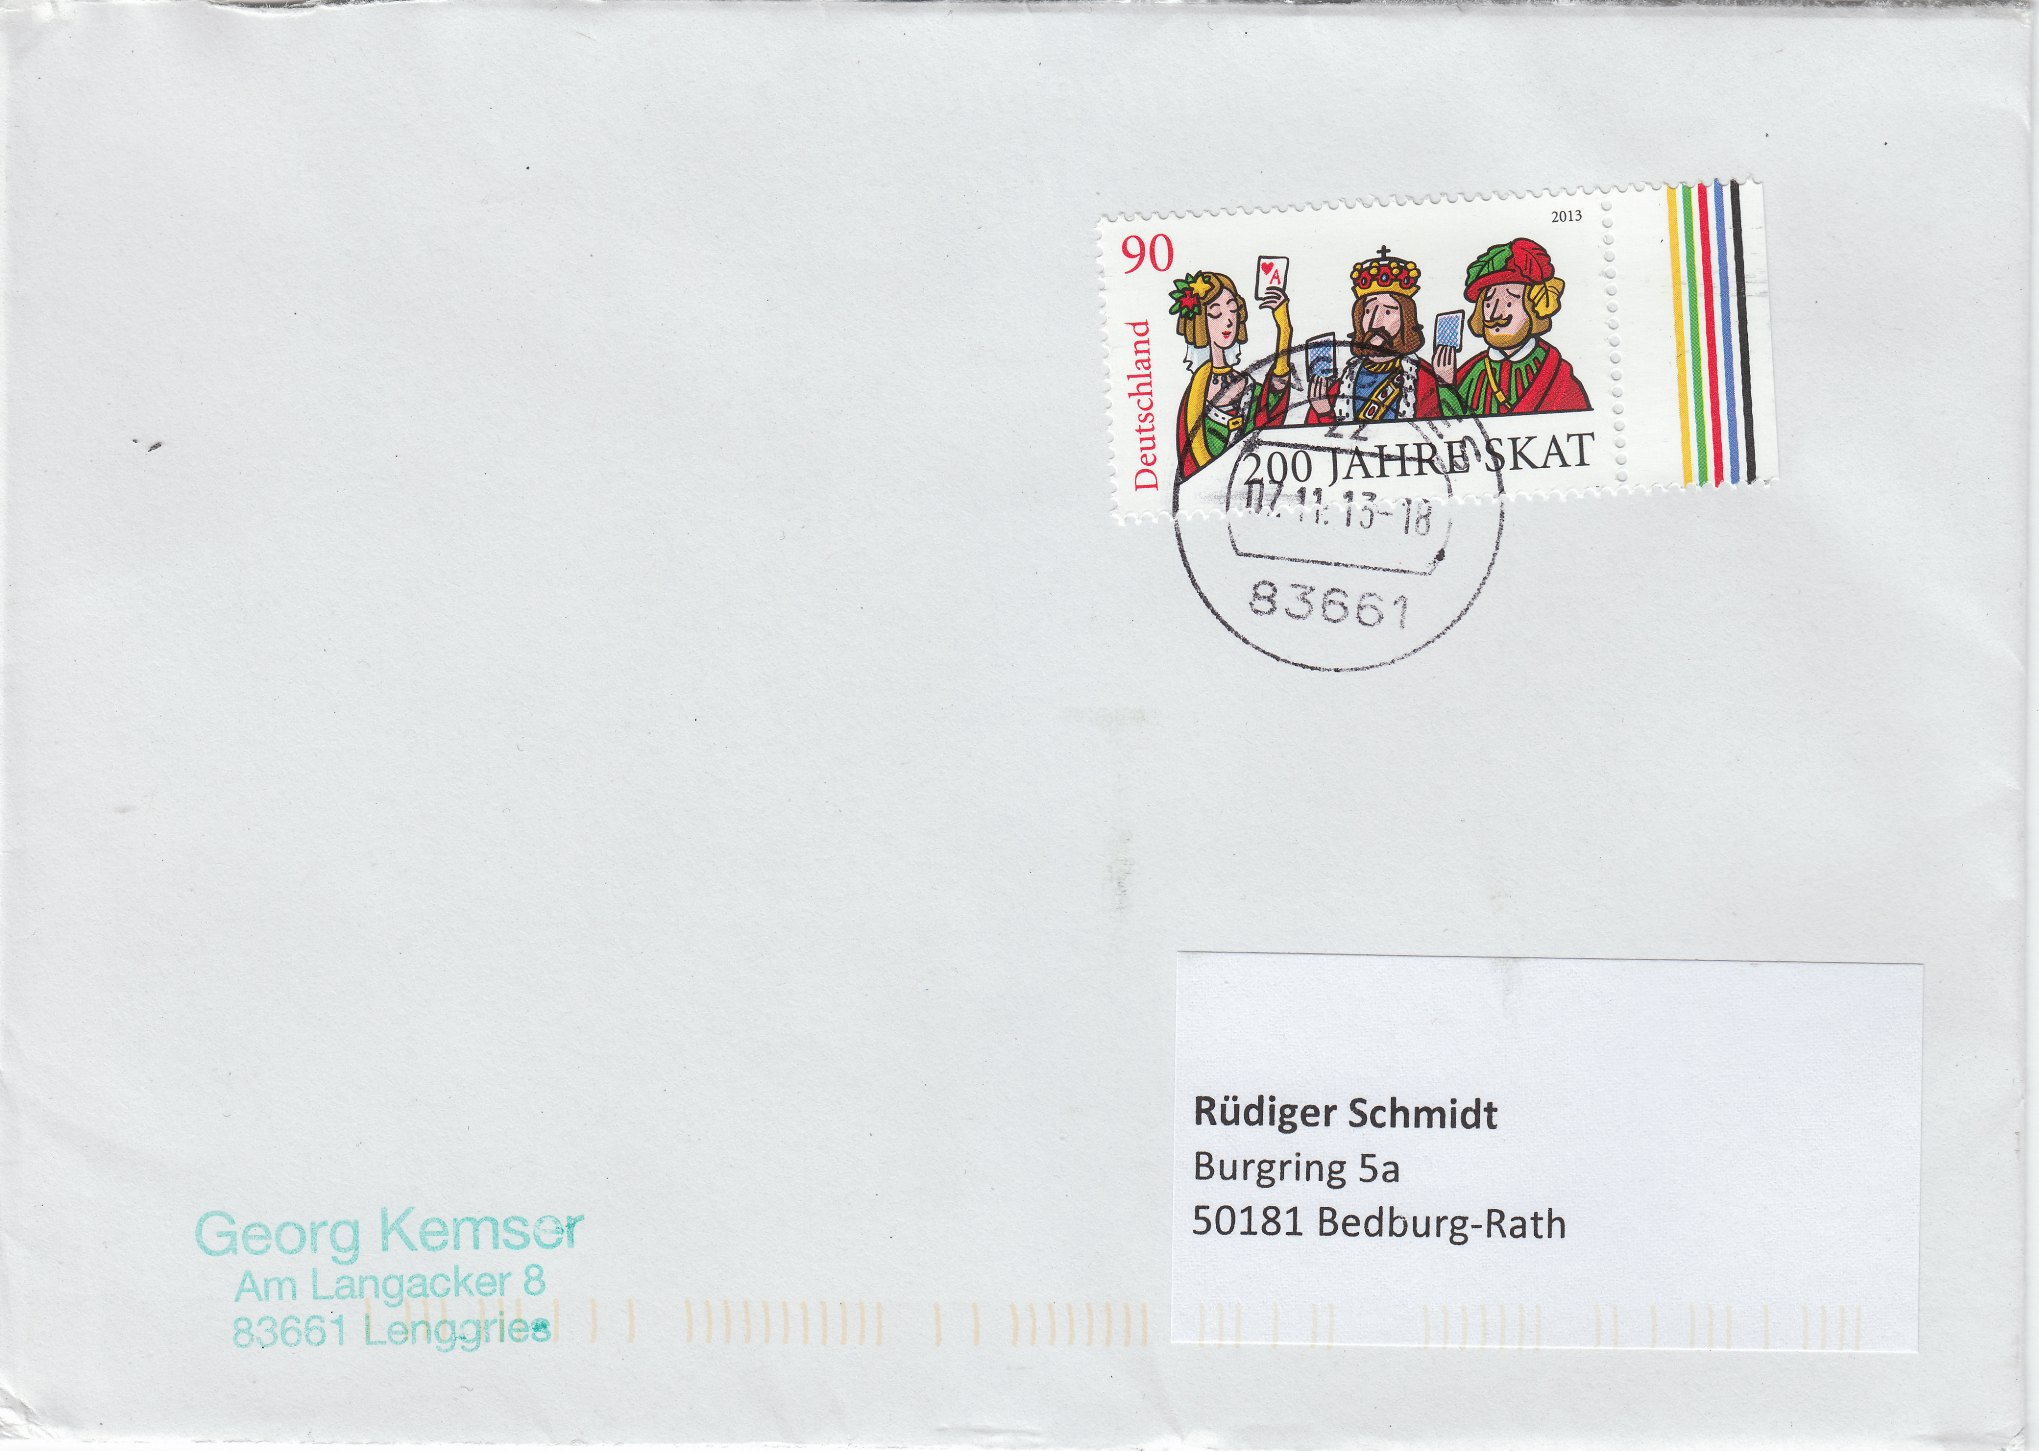 90
2013
A
Deutschland
200 JAHRE SKAT
22
07.11.13-18
83661
Rüdiger Schmidt
Burgring 5a
50181 Bedburg-Rath
Georg Kemser
Am Langacker 8
83661 Lenggries